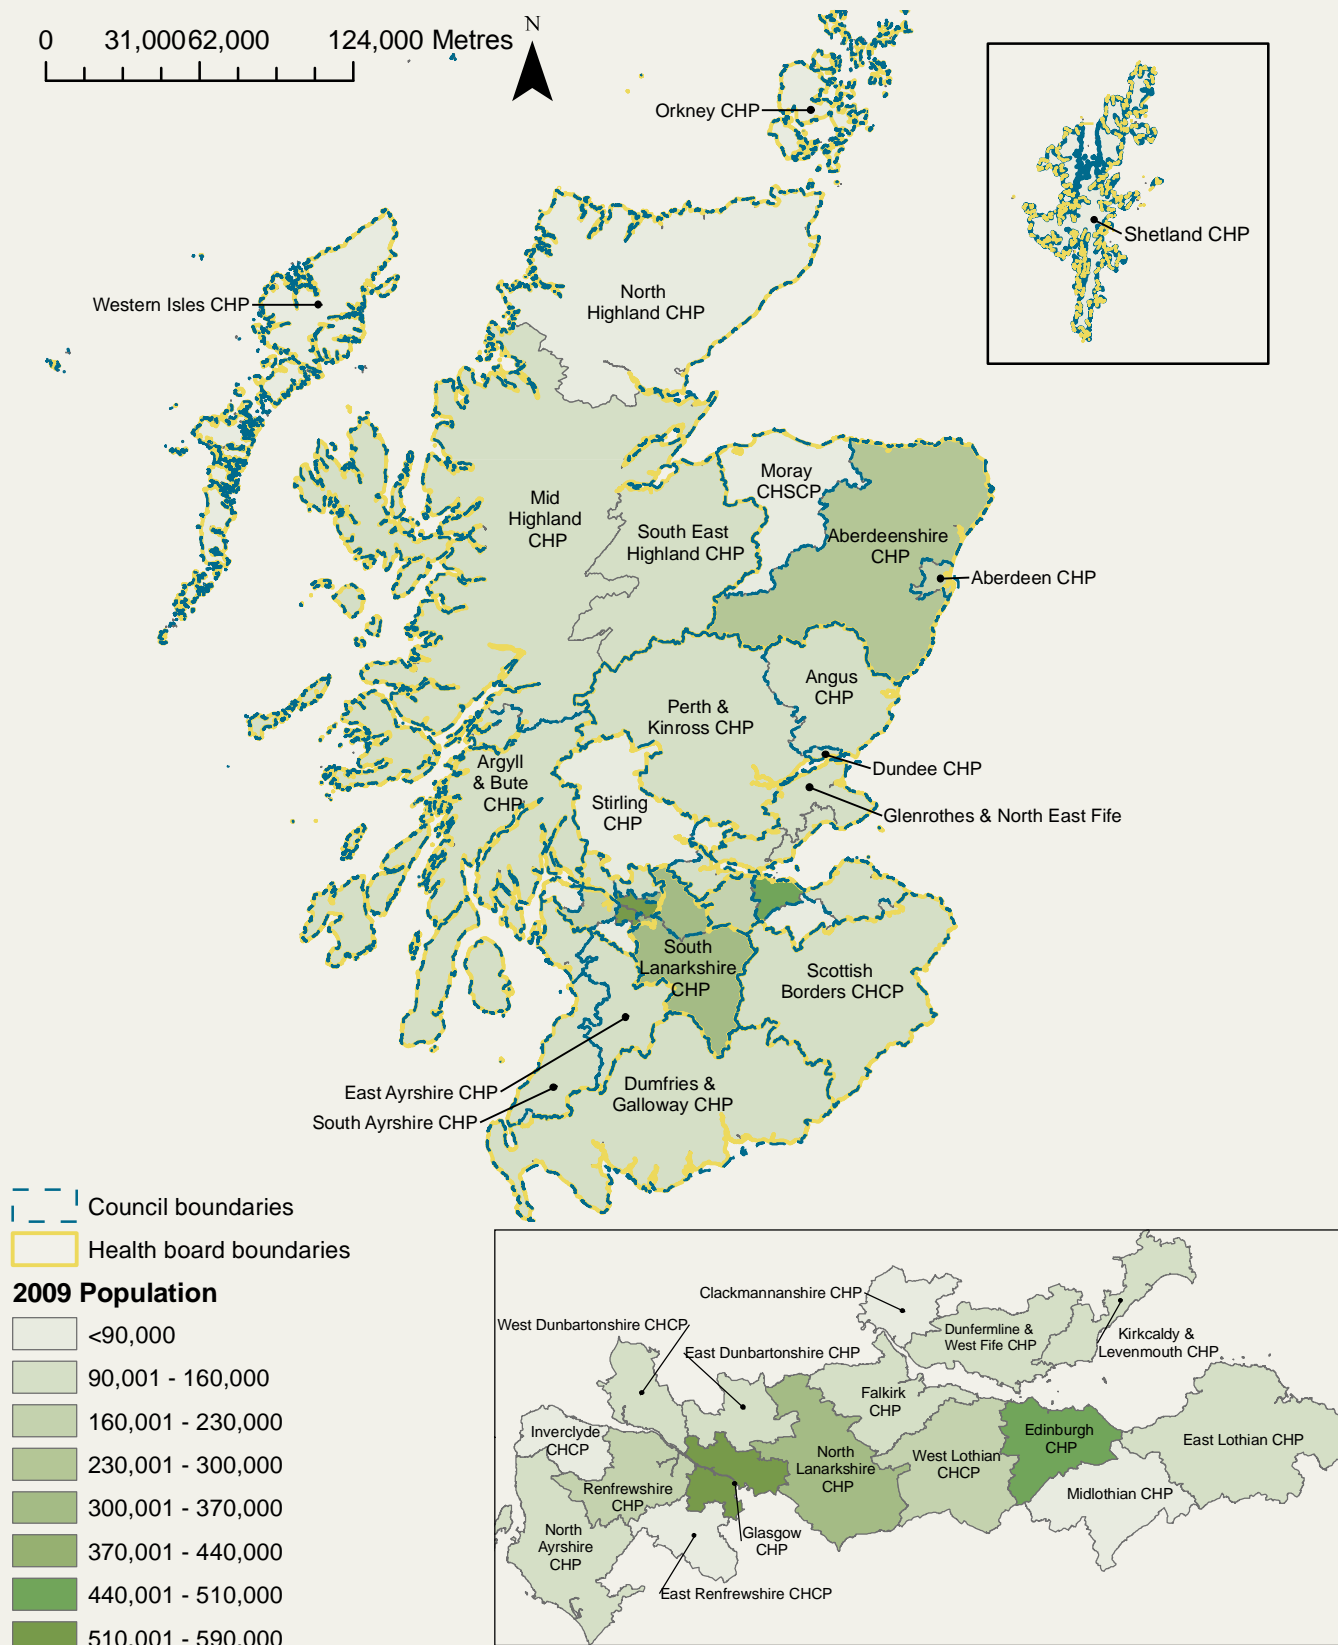 0 31,000 62,000 124,000 Metres
N
Orkney CHP
Shetland CHP
Western Isles CHP
North
Highland CHP
Moray
CHSCP
Mid
Highland
CHP
South East
Highland CHP
Aberdeenshire
CHP
Aberdeen CHP
Angus
CHP
Perth &
Kinross CHP
Dundee CHP
Argyll
& Bute
CHP
Stirling
CHP
Glenrothes & North East Fife
South
Lanarkshire
CHP
Scottish
Borders CHCP
East Ayrshire CHP
South Ayrshire CHP
Dumfries &
Galloway CHP
Council boundaries
Health board boundaries
2009 Population
<90,000
90,001 - 160,000
160,001 - 230,000
230,001 - 300,000
300,001 - 370,000
370,001 - 440,000
440,001 - 510,000
510,001 - 590,000
Clackmannanshire CHP
West Dunbartonshire CHCP
East Dunbartonshire CHP
Dunfermline &
West Fife CHP
Kirkcaldy &
Levenmouth CHP
Falkirk
CHP
Inverclyde
CHCP
Edinburgh
CHP
East Lothian CHP
North
Lanarkshire
CHP
West Lothian
CHCP
Renfrewshire
CHP
Midlothian CHP
North
Ayrshire
CHP
Glasgow
CHP
East Renfrewshire CHCP